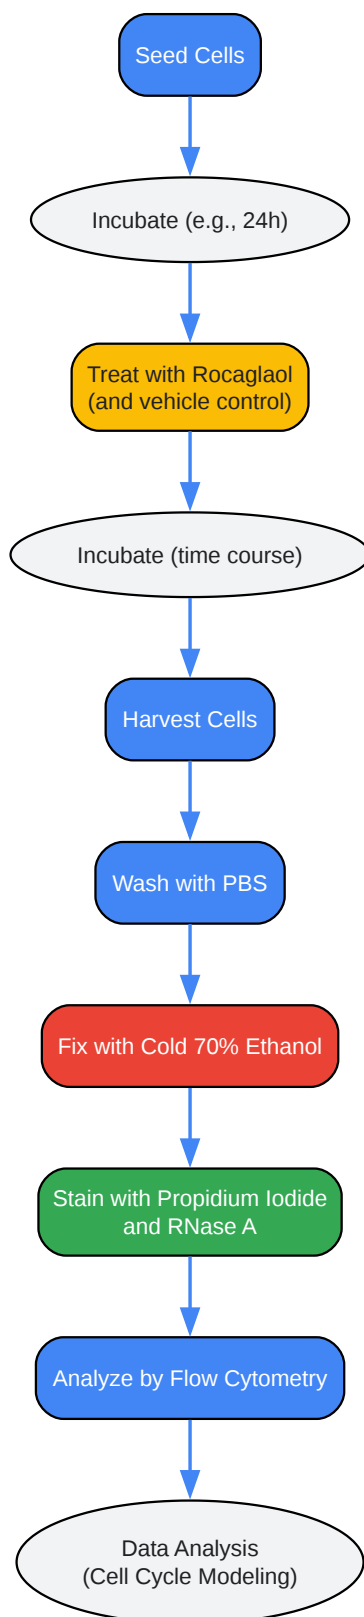 Seed Cells
Incubate (e.g., 24h)
Treat with Rocaglaol
(and vehicle control)
Incubate (time course)
Harvest Cells
Wash with PBS
Fix with Cold 70% Ethanol
Stain with Propidium Iodide
and RNase A
Analyze by Flow Cytometry
Data Analysis
(Cell Cycle Modeling)